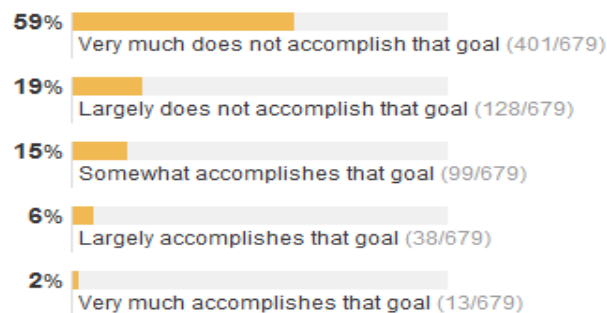 59%
Very much does not accomplish that goal (401/679)
19%
Largely does not accomplish that goal (128/679)
15%
Somewhat accomplishes that goal (99/679)
6%
Largely accomplishes that goal (38/679)
2%
Very much accomplishes that goal (13/679)